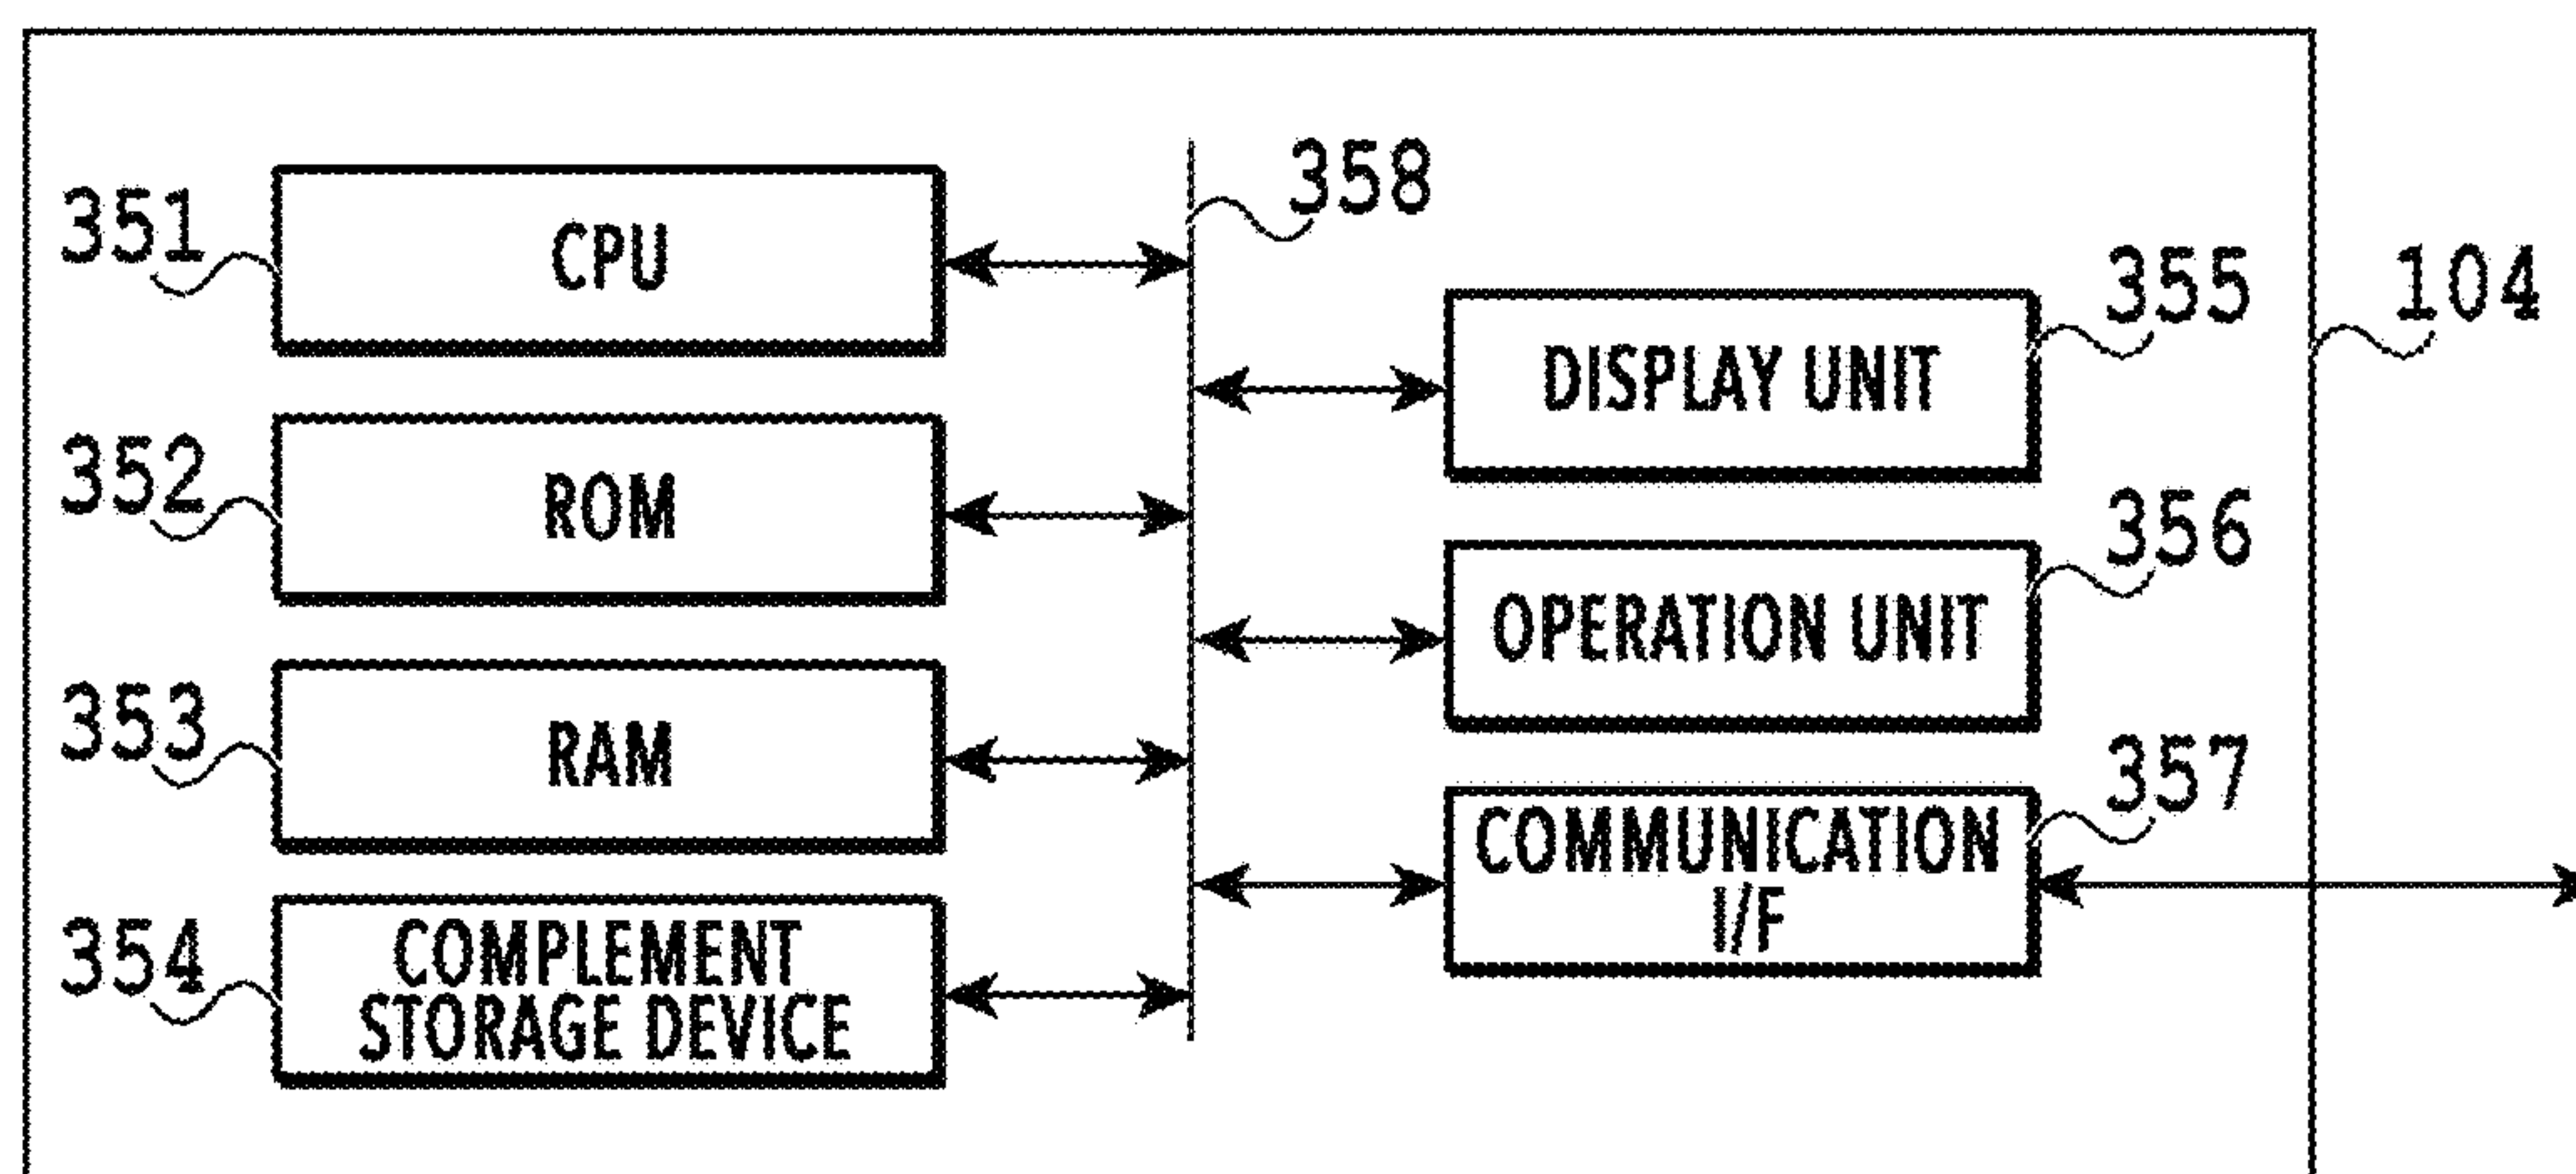 351
CPU
358
355
DISPLAY UNIT
104
352
ROM
356
OPERATION UNIT
353
RAM
357
COMMUNICATION
I/F
354
COMPLEMENT
STORAGE DEVICE